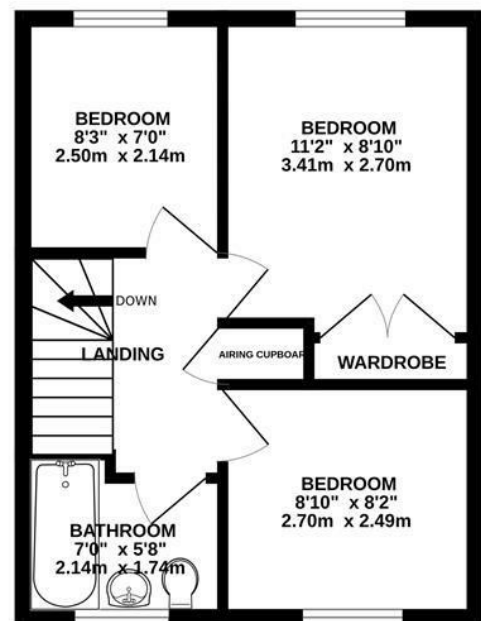 BEDROOM
8'3" x 7'0"
2.50m x 2.14m
BEDROOM
11'2" x 8'10"
3.41m x 2.70m
DOWN
LANDING
AIRING CUPBOAR
WARDROBE
BEDROOM
8'10" x 8'2"
2.70m x 2.49m
BATHROOM
7'0" x 5'8"
2.14m x 1.74m